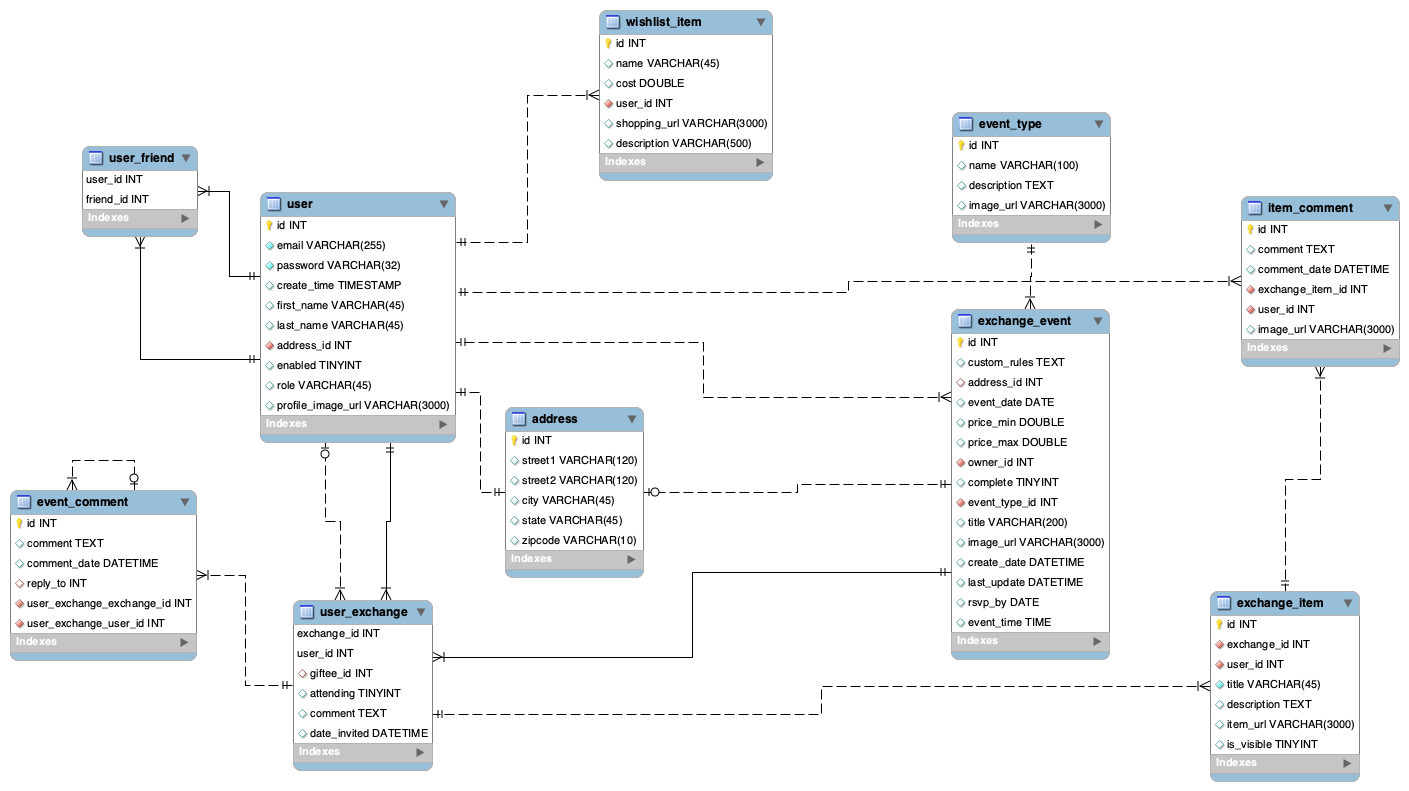 wishlist_item
id INT
name VARCHAR(45)
cost DOUBLE
user_id INT
shopping_url VARCHAR(3000)
description VARCHAR(500)
Indexes
event_type
id INT
name VARCHAR(100)
description TEXT
image_url VARCHAR(3000)
Indexes
user_friend
user_id INT
friend_id INT
Indexes
user
id INT
email VARCHAR(255)
password VARCHAR(32)
create_time TIMESTAMP
first_name VARCHAR(45)
last_name VARCHAR(45)
address_id INT
enabled TINYINT
role VARCHAR(45)
profile_image_url VARCHAR(3000)
Indexes
item_comment
id INT
comment TEXT
comment_date DATETIME
exchange_item_id INT
user_id INT
image_url VARCHAR(3000)
Indexes
exchange_event
id INT
custom_rules TEXT
address_id INT
event_date DATE
price_min DOUBLE
price_max DOUBLE
owner_id INT
complete TINYINT
event_type_id INT
title VARCHAR(200)
image_url VARCHAR(3000)
create_date DATETIME
last_update DATETIME
rsvp_by DATE
event_time TIME
Indexes
address
id INT
street1 VARCHAR(120)
street2 VARCHAR(120)
city VARCHAR(45)
state VARCHAR(45)
zipcode VARCHAR(10)
Indexes
event_comment
id INT
comment TEXT
comment_date DATETIME
reply_to INT
user_exchange_exchange_id INT
user_exchange_user_id INT
Indexes
user_exchange
exchange_id INT
user_id INT
giftee_id INT
attending TINYINT
comment TEXT
date_invited DATETIME
Indexes
exchange_item
id INT
exchange_id INT
user_id INT
title VARCHAR(45)
description TEXT
item_url VARCHAR(3000)
is_visible TINYINT
Indexes